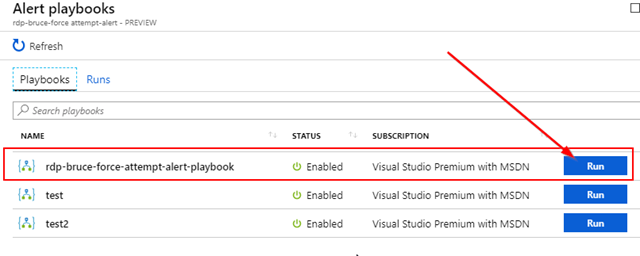 Alert playbooks
rdp-bruce-force attempt-alert - PREVIEW
Refresh
Playbooks Runs
Search playbooks
NAME STATUS SUBSCRIPTION
rdp-bruce-force-attempt-alert-playbook Enabled Visual Studio Premium with MSDN Run
test Enabled Visual Studio Premium with MSDN Run
test2 Enabled Visual Studio Premium with MSDN Run